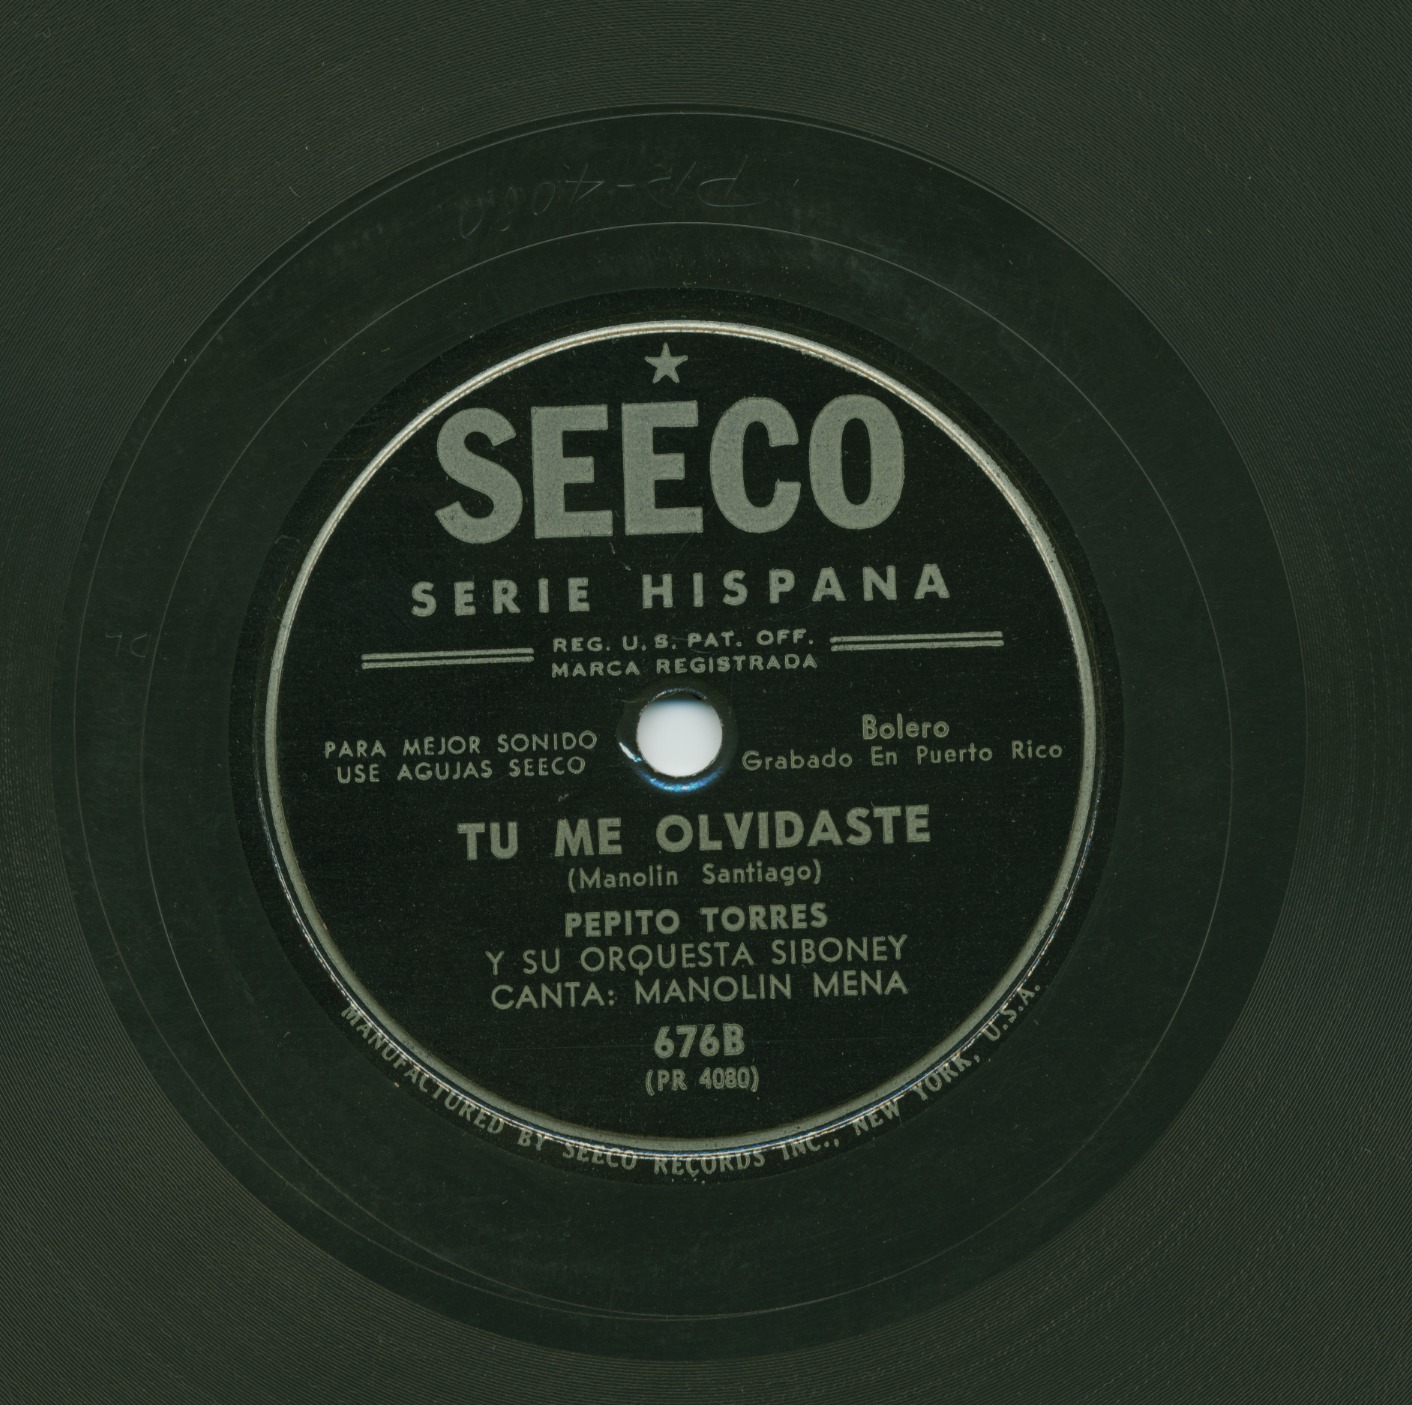 SEECO
SERIE HISPANA
REG. U. S. PAT. OFF.
MARCA REGISTRADA
PARA MEJOR SONIDO
USE AGUJAS SEECO
Bolero
Grabado En Puerto Rico
TU ME OLVIDASTE
(Manolin Santiago)
PEPITO TORRES
Y SU ORQUESTA SIBONEY
CANTA: MANOLIN MENA
676B
(PR 4080)
MANUFACTURED BY SEECO RECORDS INC., NEW YORK, U.S.A.
PR-4080